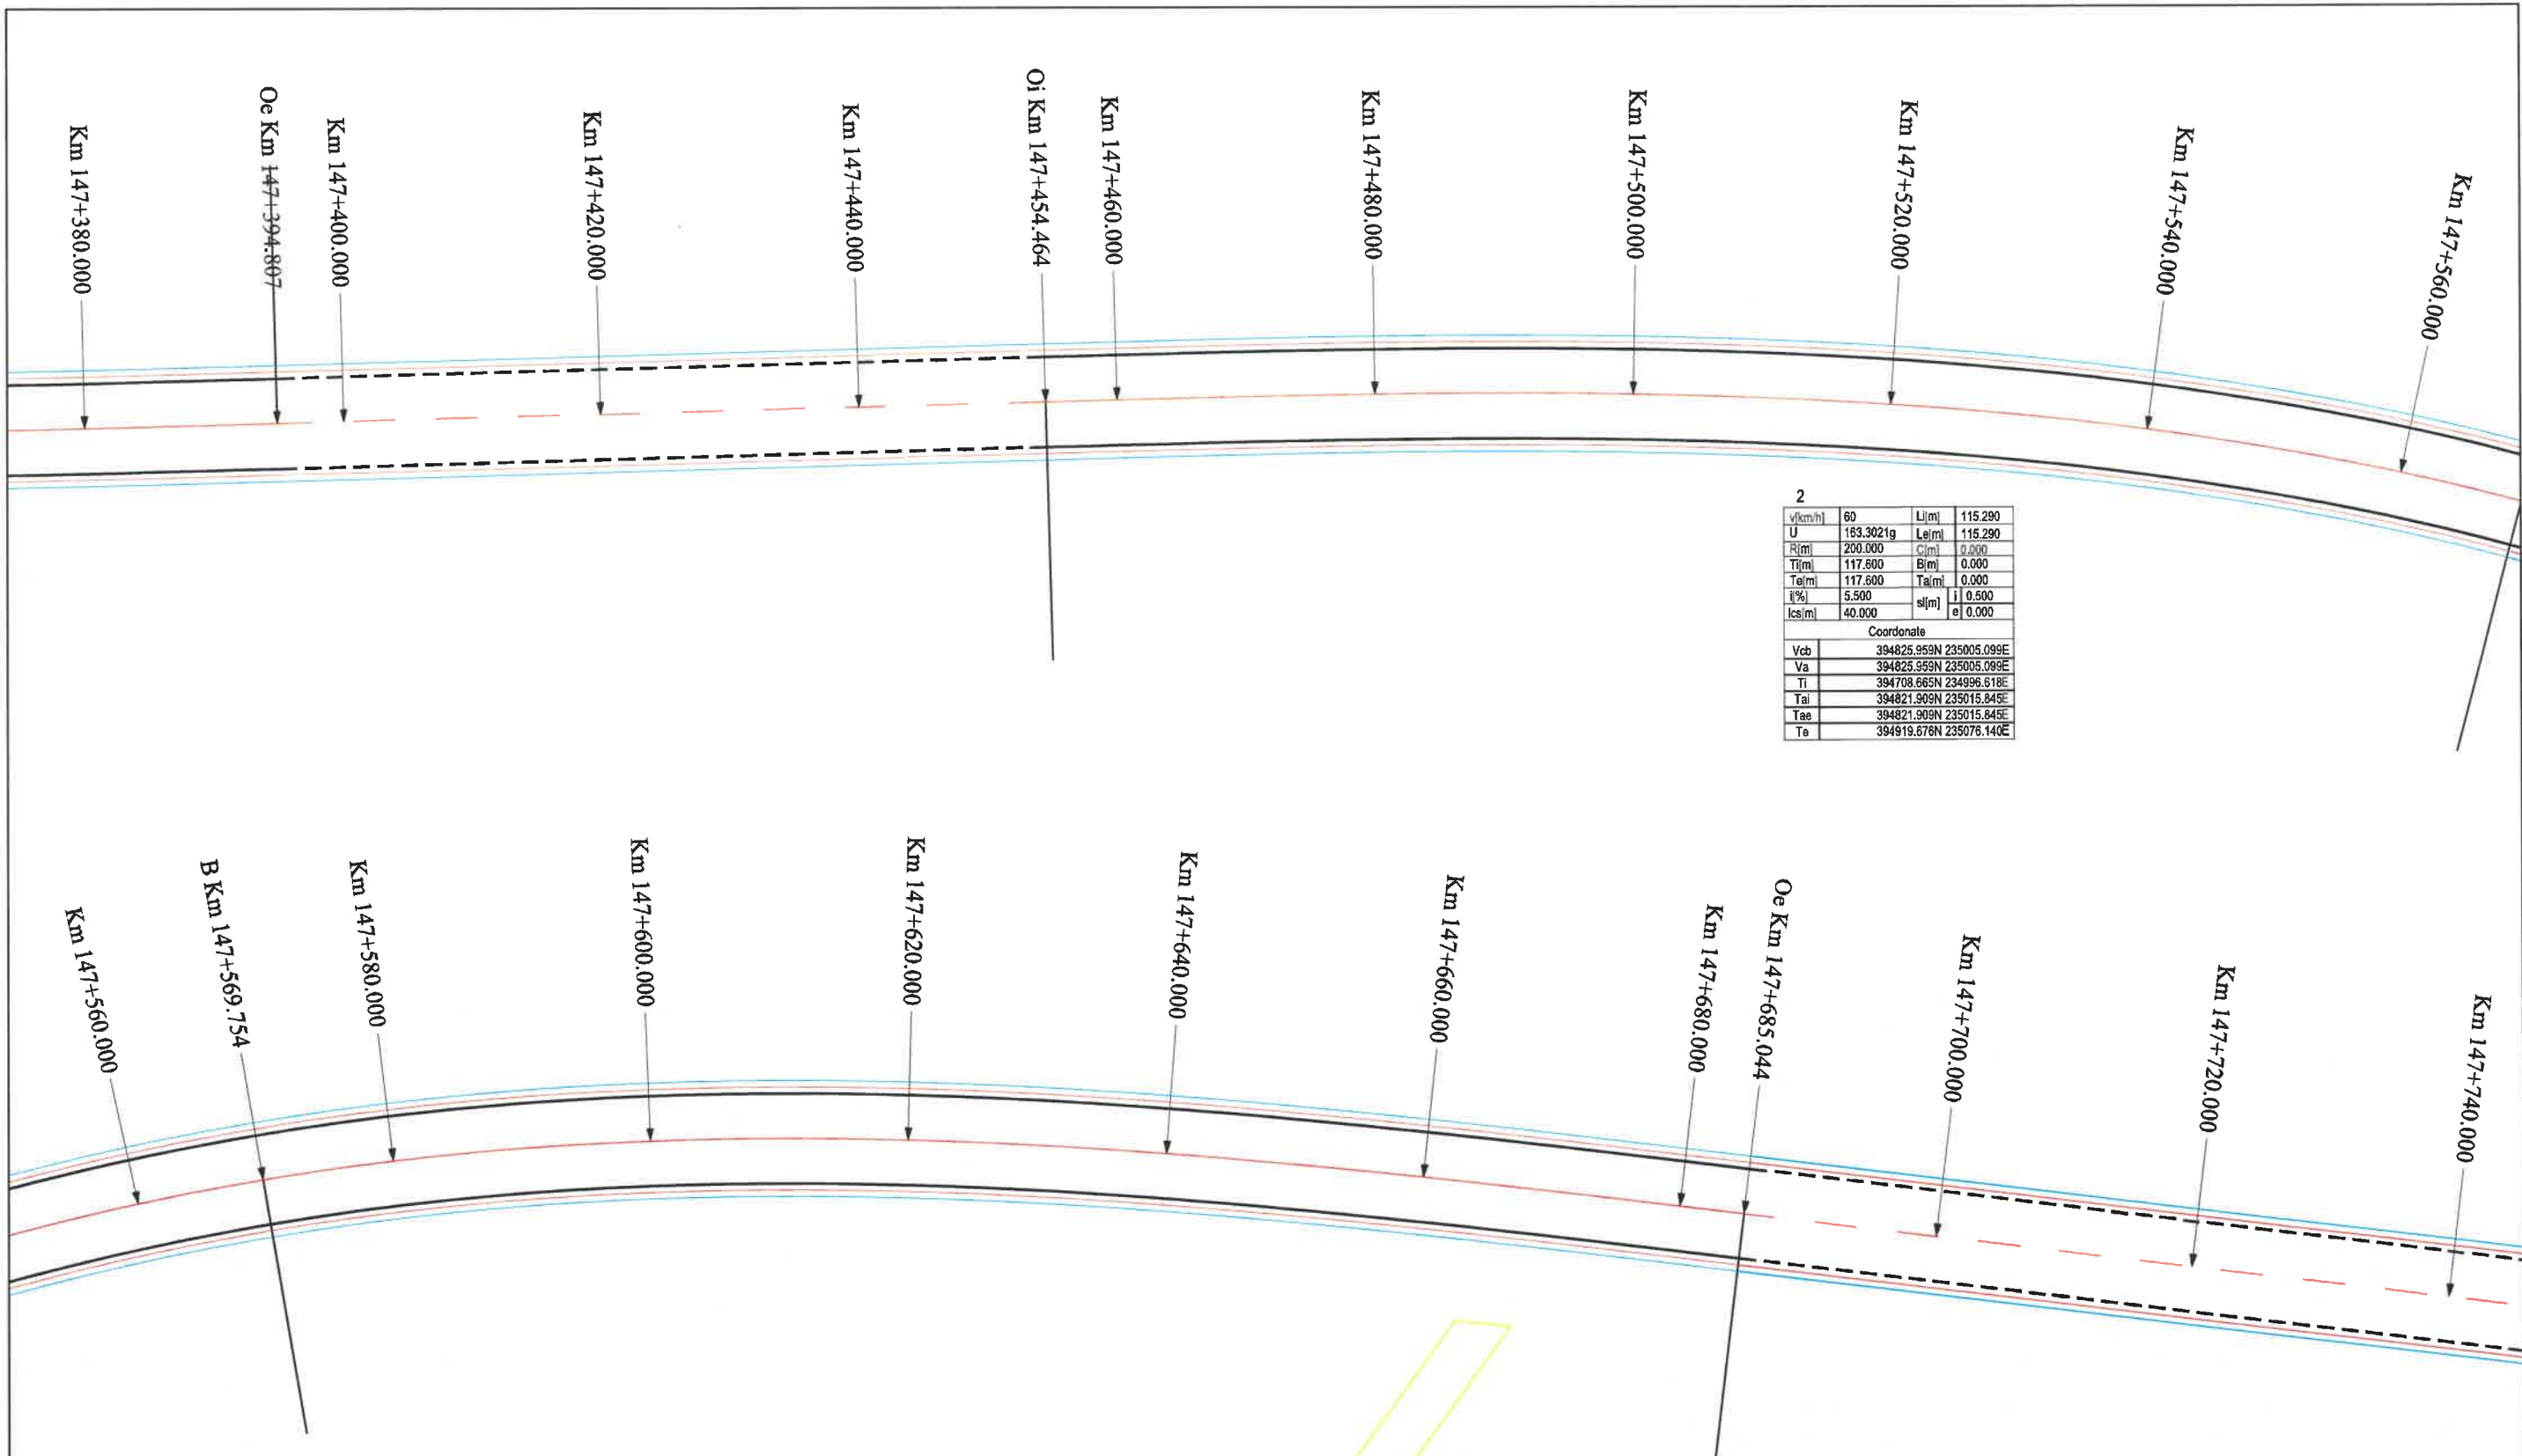 Km 147+380.000
Oe Km 147+394.807
Km 147+400.000
Km 147+420.000
Km 147+440.000
Oi Km 147+454.464
Km 147+460.000
Km 147+480.000
Km 147+500.000
Km 147+520.000
Km 147+540.000
Km 147+560.000
2
v[km/h] 60 Li[m] 115.290
U 163.3021g Le[m] 115.290
R[m] 200.000 C[m] 0.000
Ti[m] 117.600 B[m] 0.000
Te[m] 117.600 Ta[m] 0.000
i[%] 5.500 sl[m] i 0.500
lcs[m] 40.000 e 0.000
Coordonate
Vcb 394825.959N 235005.099E
Va 394825.959N 235005.099E
Ti 394708.665N 234996.618E
Tai 394821.909N 235015.845E
Tae 394821.909N 235015.845E
Te 394919.676N 235076.140E
Km 147+560.000
B Km 147+569.754
Km 147+580.000
Km 147+600.000
Km 147+620.000
Km 147+640.000
Km 147+660.000
Km 147+680.000
Oe Km 147+685.044
Km 147+700.000
Km 147+720.000
Km 147+740.000